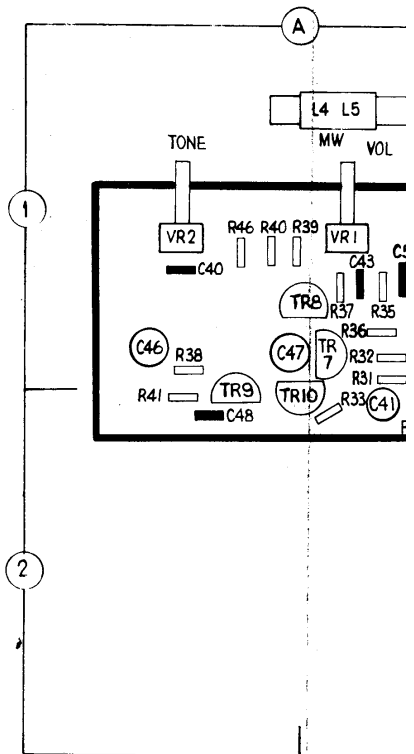 A
L4 L5
MW
TONE
VOL
1
VR2
R46
R40
R39
VR1
C40
C43
TR8
R37
R35
R36
C46
C47
TR
7
R32
R38
R31
R41
TR9
TR10
R33
C41
C48
2